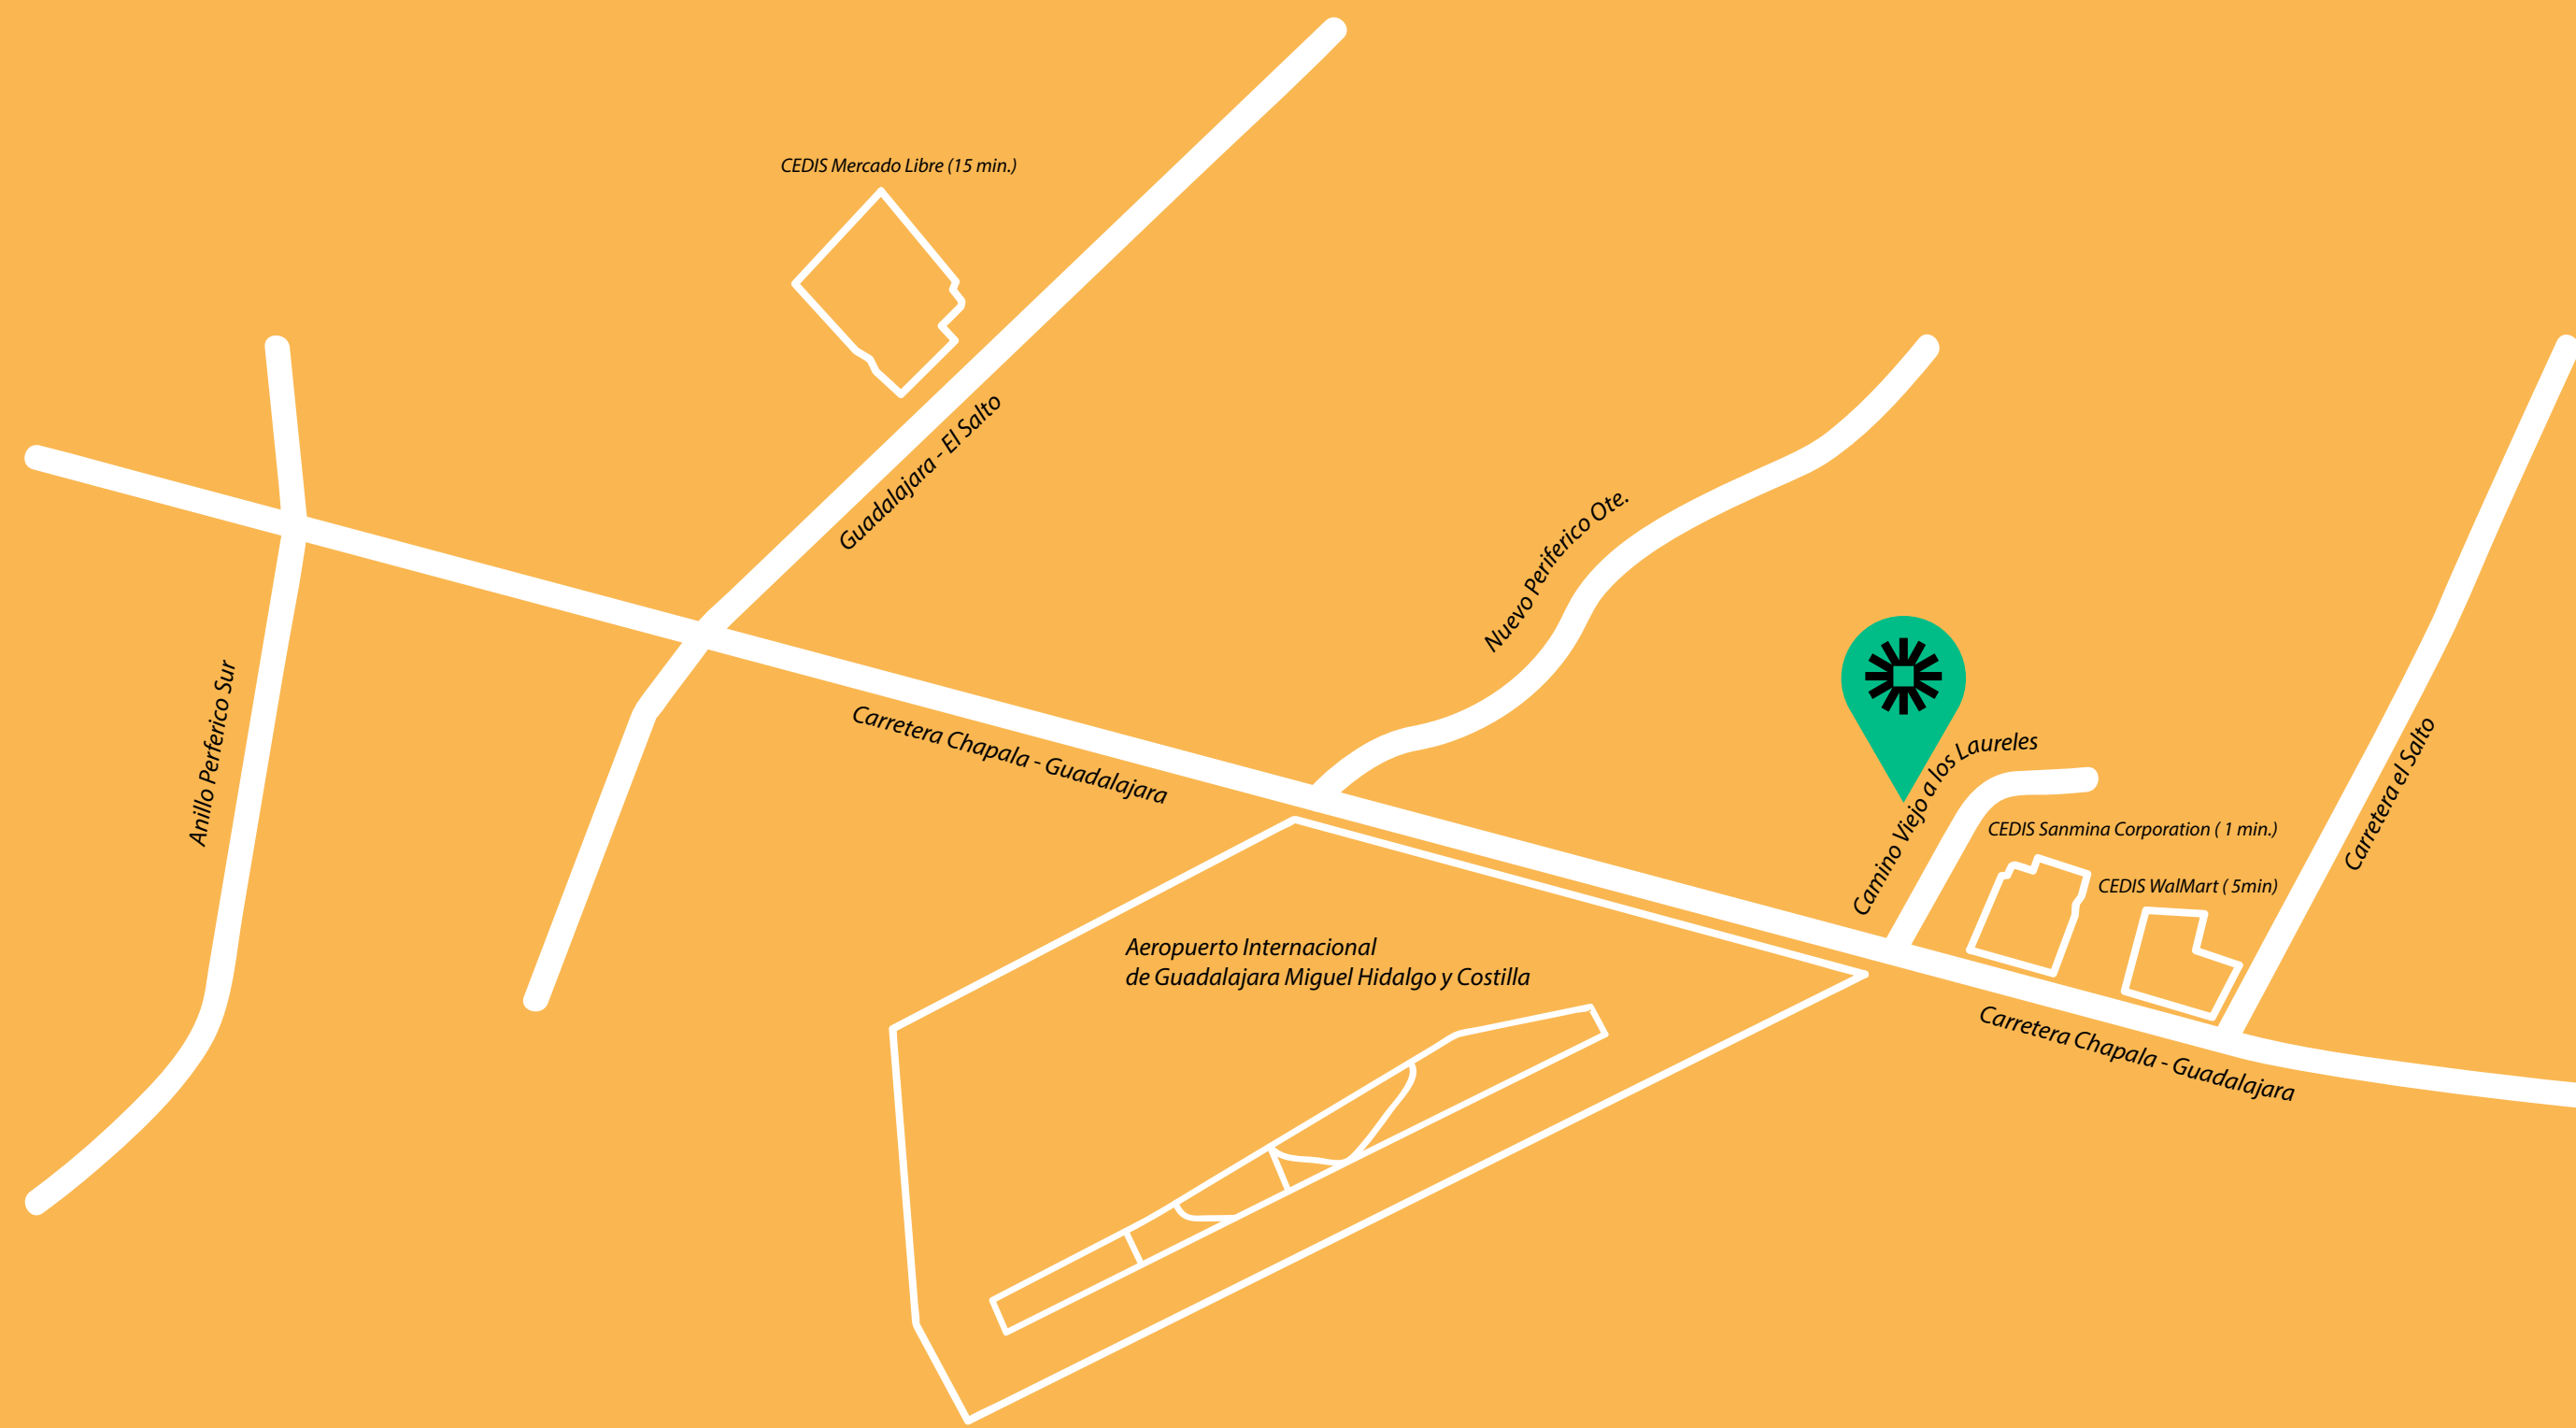 CEDIS Mercado Libre (15 min.)
Guadalajara - El Salto
Nuevo Periferico Ote.
Anillo Perferico Sur
Carretera Chapala - Guadalajara
Camino Viejo a los Laureles
Carretera el Salto
CEDIS Sanmina Corporation ( 1 min.)
CEDIS WalMart ( 5min)
Aeropuerto Internacional
de Guadalajara Miguel Hidalgo y Costilla
Carretera Chapala - Guadalajara